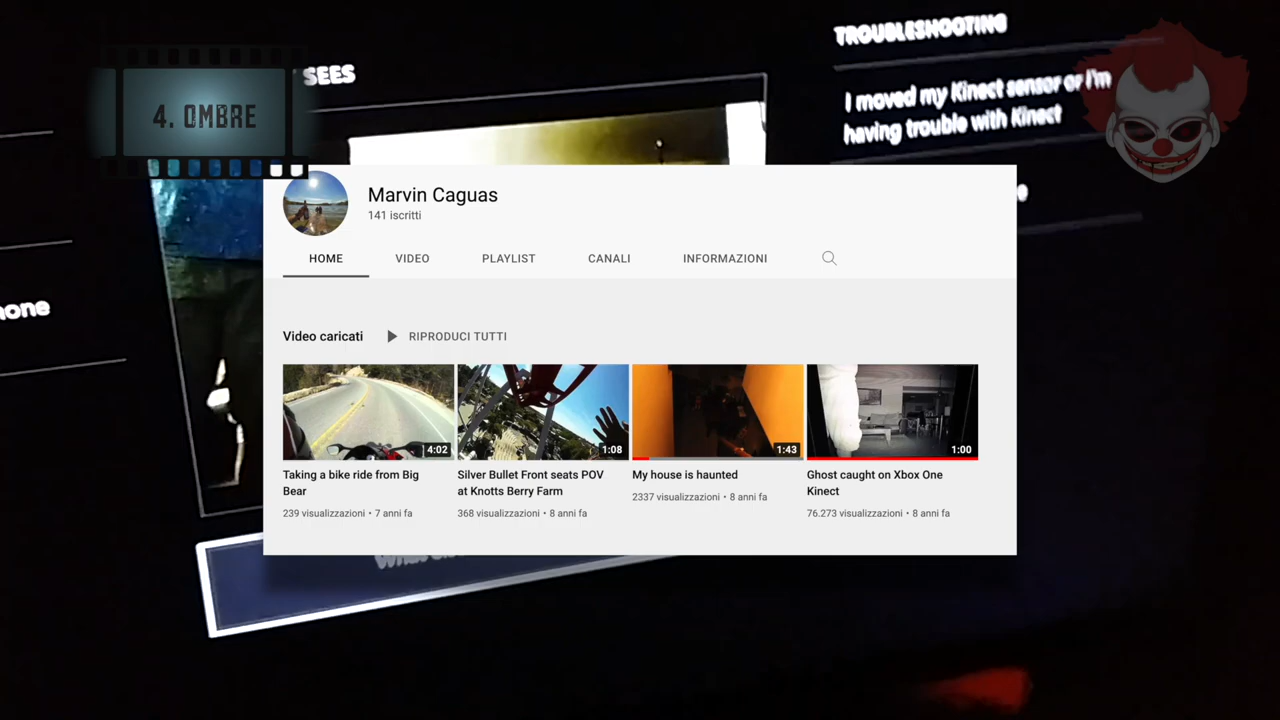 4. OMBRE
SEES
TROUBLESHOOTING
I moved my Kinect sensor or I'm
having trouble with Kinect
Marvin Caguas
141 iscritti
HOME
VIDEO
PLAYLIST
CANALI
INFORMAZIONI
Video caricati
RIPRODUCI TUTTI
4:02
1:08
1:43
1:00
Taking a bike ride from Big
Bear
239 visualizzazioni • 7 anni fa
Silver Bullet Front seats POV
at Knotts Berry Farm
368 visualizzazioni • 8 anni fa
My house is haunted
2337 visualizzazioni • 8 anni fa
Ghost caught on Xbox One
Kinect
76.273 visualizzazioni • 8 anni fa